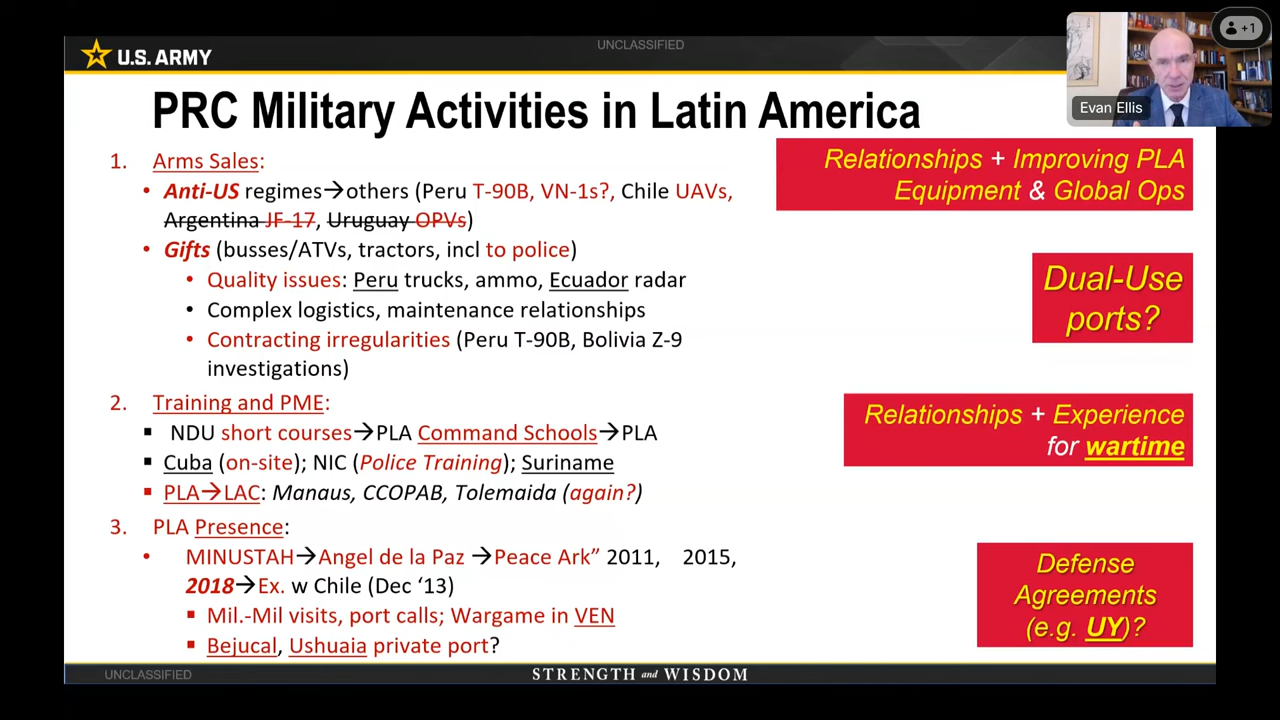 UNCLASSIFIED
U.S. ARMY
+1
Evan Ellis
PRC Military Activities in Latin America
1. Arms Sales:
• Anti-US regimes→others (Peru T-90B, VN-1s?, Chile UAVs,
Argentina JF-17, Uruguay OPVs)
• Gifts (busses/ATVs, tractors, incl to police)
• Quality issues: Peru trucks, ammo, Ecuador radar
• Complex logistics, maintenance relationships
• Contracting irregularities (Peru T-90B, Bolivia Z-9
investigations)
2. Training and PME:
▪ NDU short courses→PLA Command Schools→PLA
▪ Cuba (on-site); NIC (Police Training); Suriname
▪ PLA→LAC: Manaus, CCOPAB, Tolemaida (again?)
3. PLA Presence:
• MINUSTAH→Angel de la Paz →Peace Ark” 2011, 2015,
2018→Ex. w Chile (Dec ‘13)
▪ Mil.-Mil visits, port calls; Wargame in VEN
▪ Bejucal, Ushuaia private port?
Relationships + Improving PLA
Equipment & Global Ops
Dual-Use
ports?
Relationships + Experience
for wartime
Defense
Agreements
(e.g. UY)?
UNCLASSIFIED
STRENGTH and WISDOM